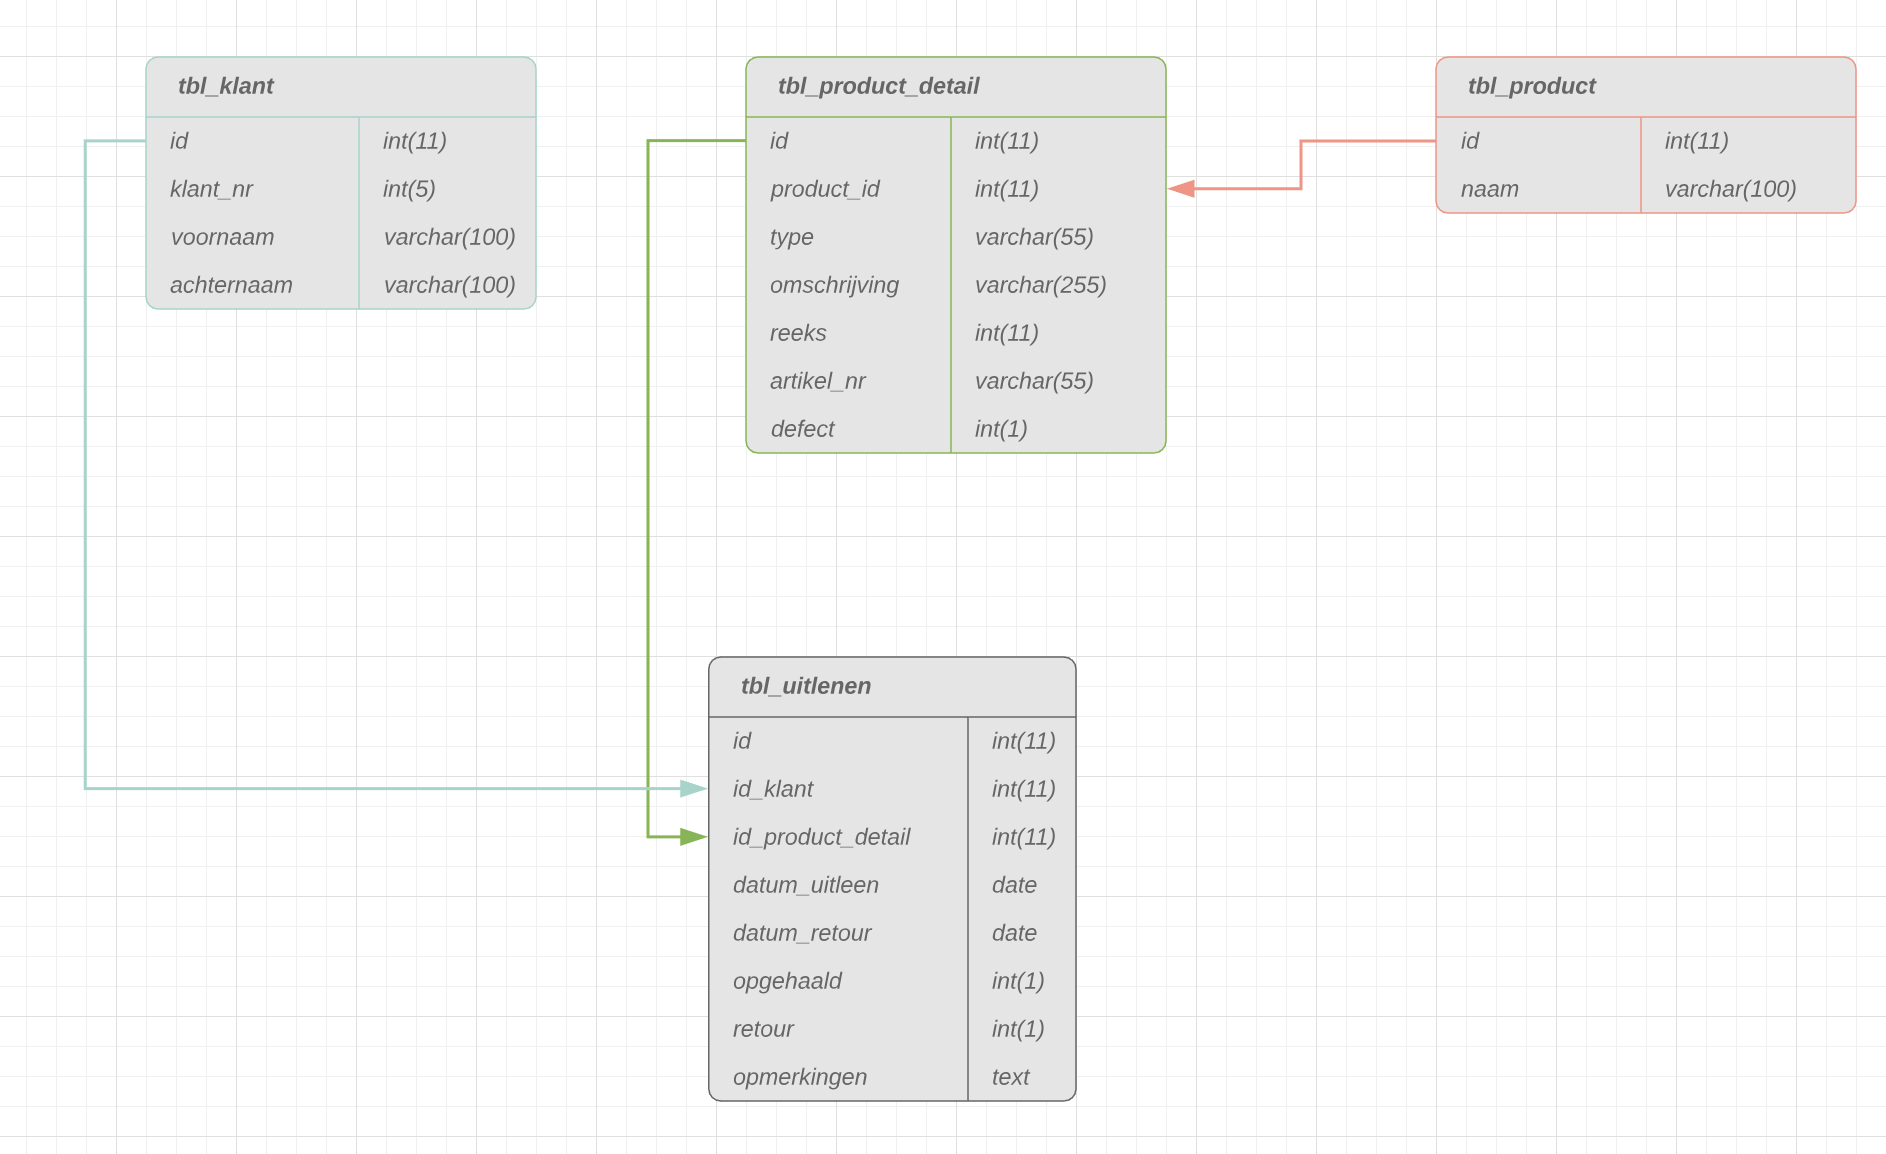 tbl_klant
id int(11)
klant_nr int(5)
voornaam varchar(100)
achternaam varchar(100)
tbl_product_detail
id int(11)
product_id int(11)
type varchar(55)
omschrijving varchar(255)
reeks int(11)
artikel_nr varchar(55)
defect int(1)
tbl_product
id int(11)
naam varchar(100)
tbl_uitlenen
id int(11)
id_klant int(11)
id_product_detail int(11)
datum_uitleen date
datum_retour date
opgehaald int(1)
retour int(1)
opmerkingen text